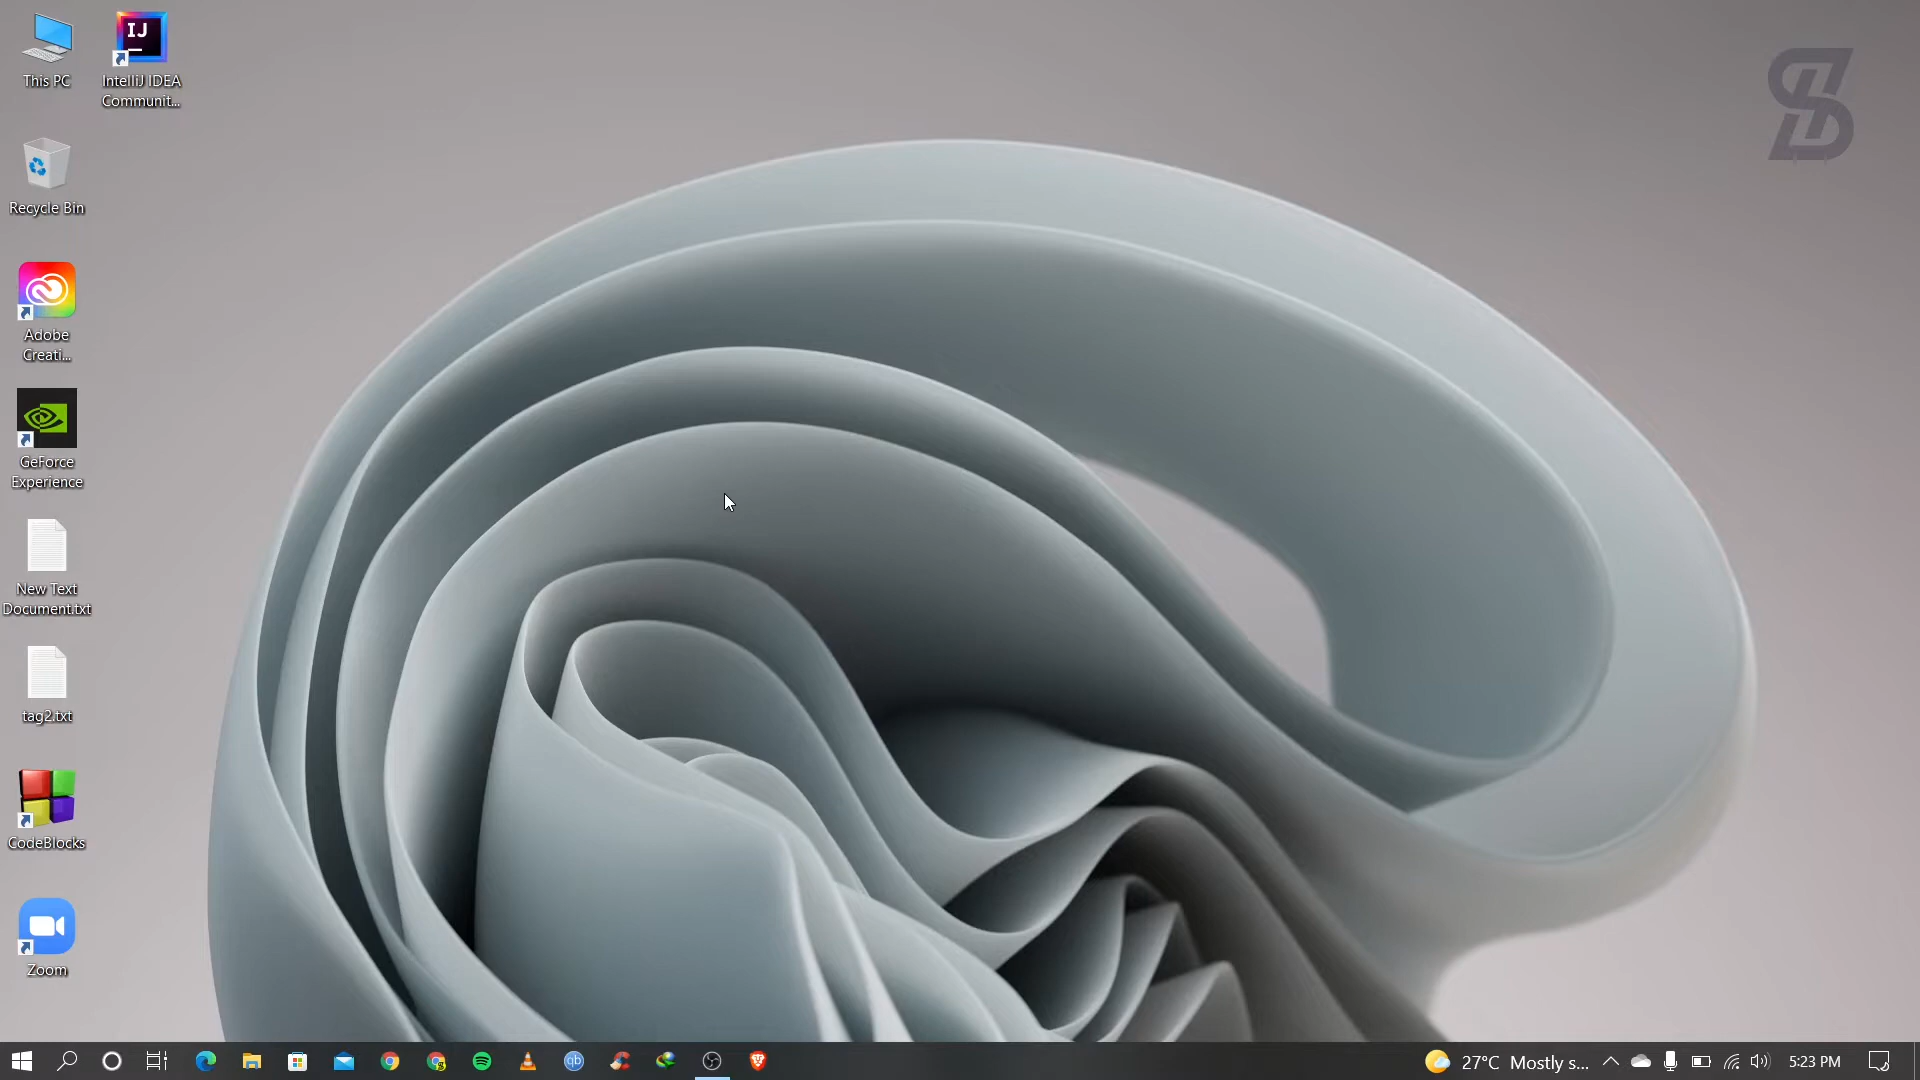 This PC
IntelliJ IDEA
Communit...
Recycle Bin
Adobe
Creati...
GeForce
Experience
New Text
Document.txt
tag2.txt
CodeBlocks
Zoom
27°C Mostly s...
5:23 PM